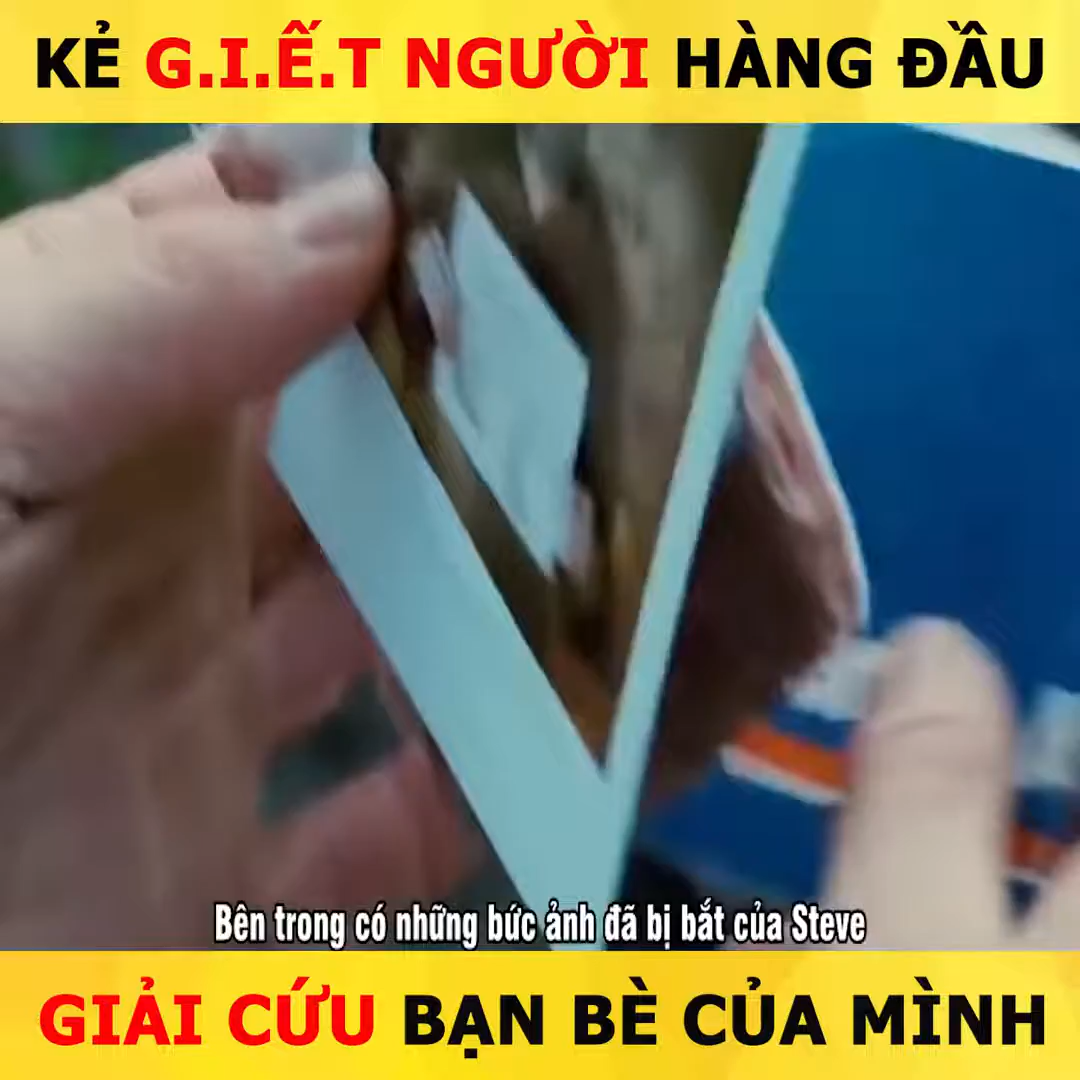 KẺ G.I.Ế.T NGƯỜI HÀNG ĐẦU
Bên trong có những bức ảnh đã bị bắt của Steve
GIẢI CỨU BẠN BÈ CỦA MÌNH